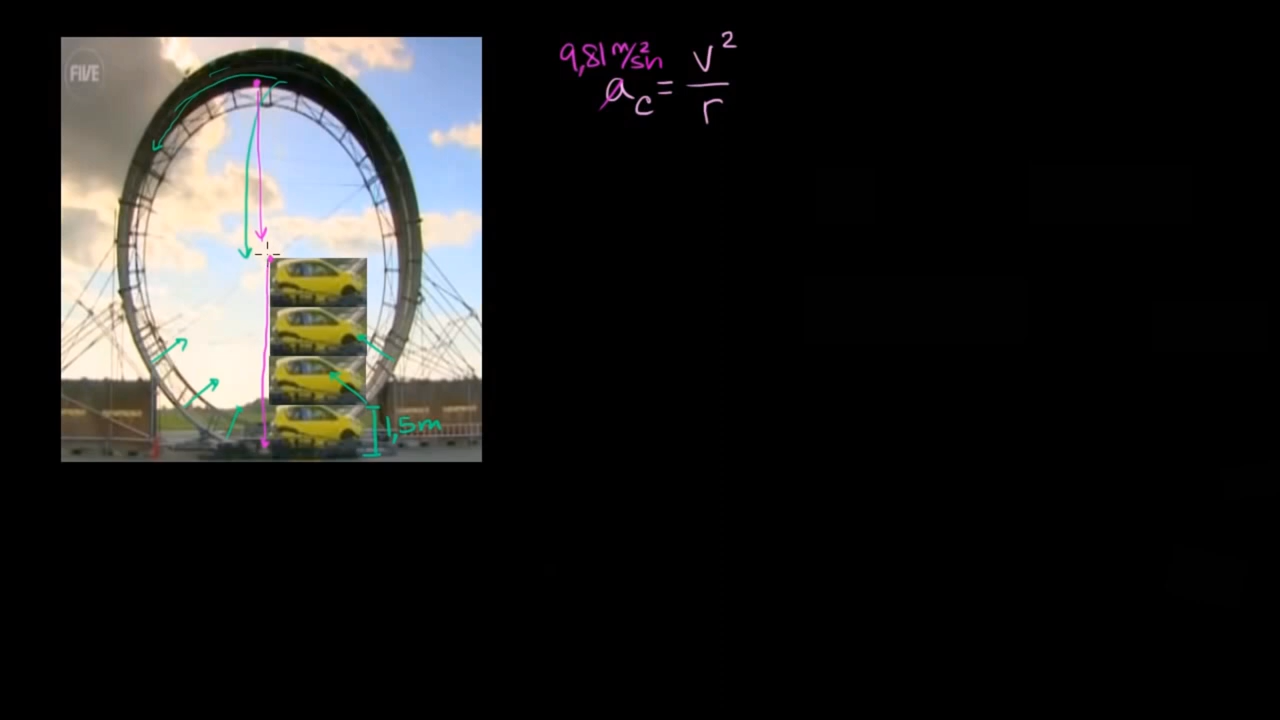 FIVE
9,81 m/sn²
a_c = v²/r
1,5m